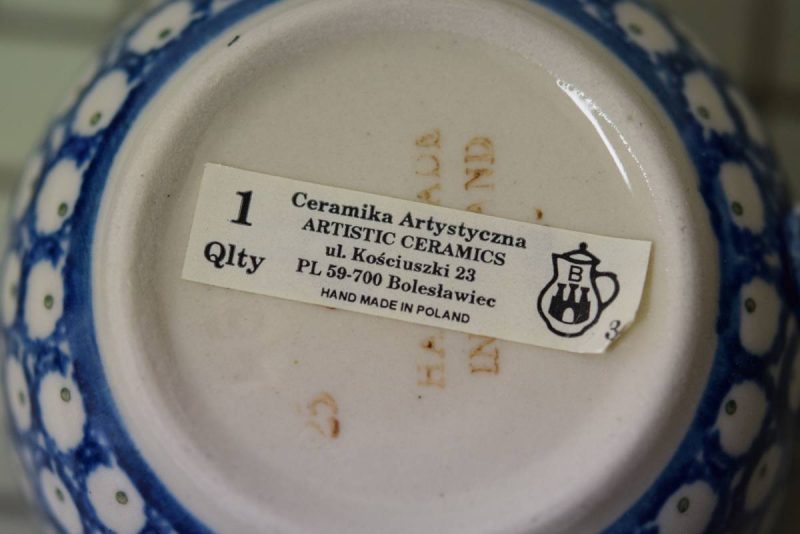 1
Qlty
Ceramika Artystyczna
ARTISTIC CERAMICS
ul. Kościuszki 23
PL 59-700 Bolesławiec
HAND MADE IN POLAND
B
3